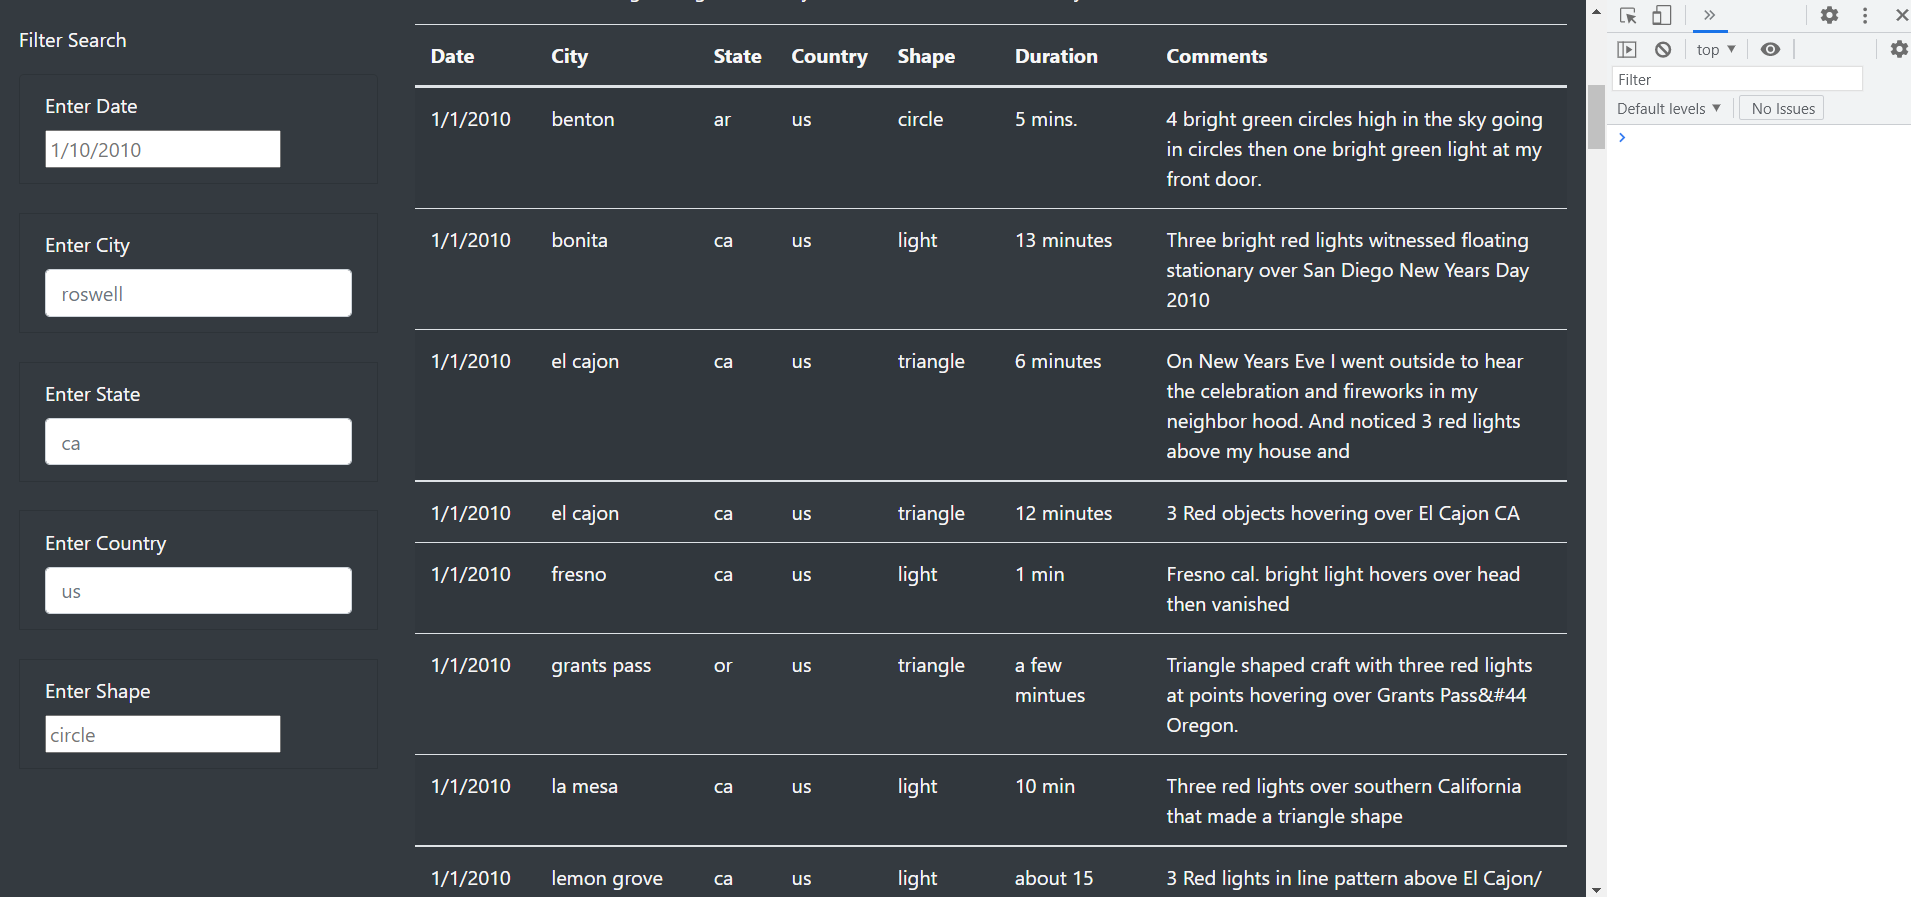 Filter Search
Enter Date
1/10/2010
Enter City
roswell
Enter State
ca
Enter Country
us
Enter Shape
circle
Date City State Country Shape Duration Comments
1/1/2010 benton ar us circle 5 mins. 4 bright green circles high in the sky going
in circles then one bright green light at my
front door.
1/1/2010 bonita ca us light 13 minutes Three bright red lights witnessed floating
stationary over San Diego New Years Day
2010
1/1/2010 el cajon ca us triangle 6 minutes On New Years Eve I went outside to hear
the celebration and fireworks in my
neighbor hood. And noticed 3 red lights
above my house and
1/1/2010 el cajon ca us triangle 12 minutes 3 Red objects hovering over El Cajon CA
1/1/2010 fresno ca us light 1 min Fresno cal. bright light hovers over head
then vanished
1/1/2010 grants pass or us triangle a few Triangle shaped craft with three red lights
mintues at points hovering over Grants Pass&#44
Oregon.
1/1/2010 la mesa ca us light 10 min Three red lights over southern California
that made a triangle shape
1/1/2010 lemon grove ca us light about 15 3 Red lights in line pattern above El Cajon/
top
Filter
Default levels No Issues